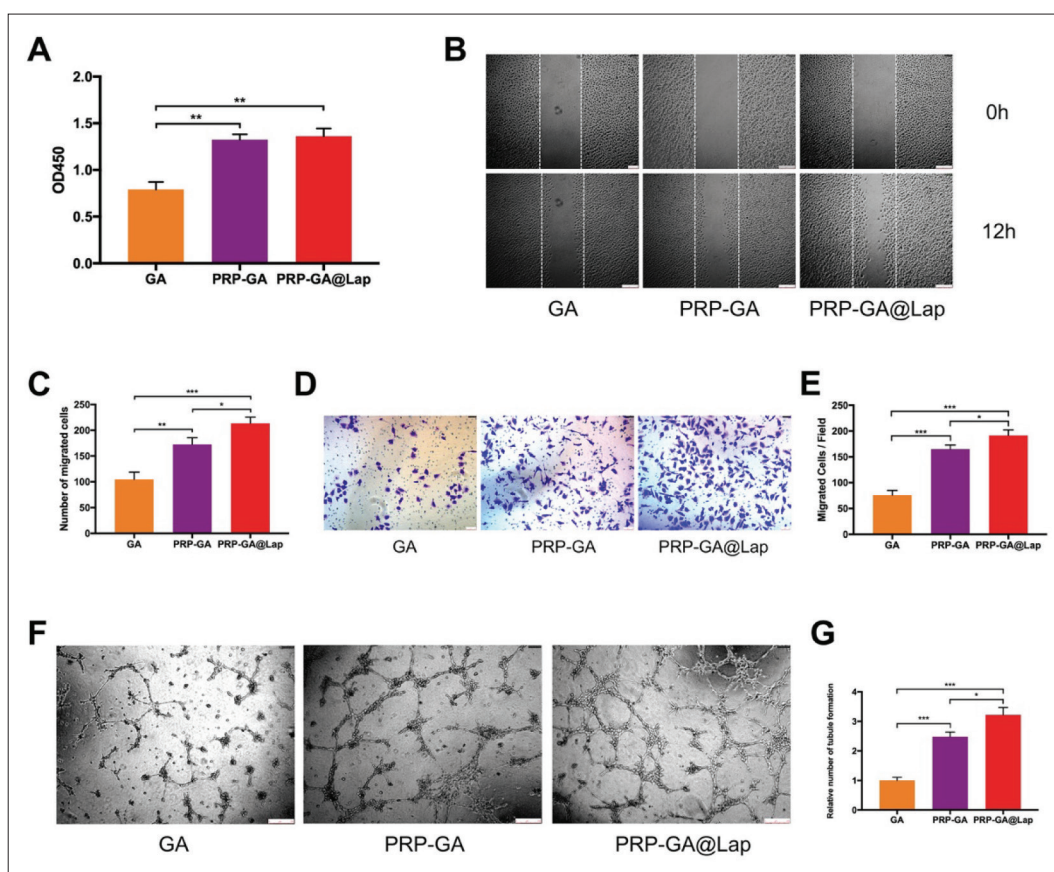 A
OD450
2.0
1.5
1.0
0.5
0.0
**
**
GA PRP-GA PRP-GA@Lap
B
0h
12h
GA PRP-GA PRP-GA@Lap
C
Number of migrated cells
250
200
150
100
50
0
***
*
**
GA PRP-GA PRP-GA@Lap
D
GA PRP-GA PRP-GA@Lap
E
Migrated Cells / Field
250
200
150
100
50
0
***
*
***
GA PRP-GA PRP-GA@Lap
F
GA PRP-GA PRP-GA@Lap
G
Relative number of tubule formation
4
3
2
1
0
***
*
***
GA PRP-GA PRP-GA@Lap